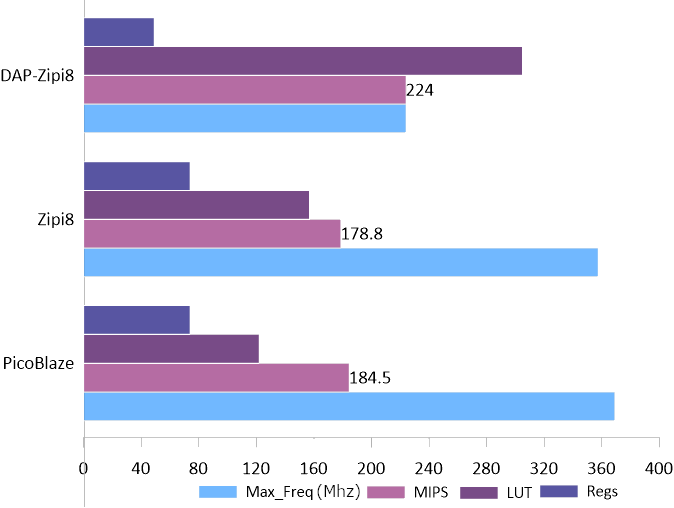 DAP-Zipi8
224
Zipi8
178.8
PicoBlaze
184.5
0 40 80 120 160 200 240 280 320 360 400
Max_Freq (Mhz) MIPS LUT Regs